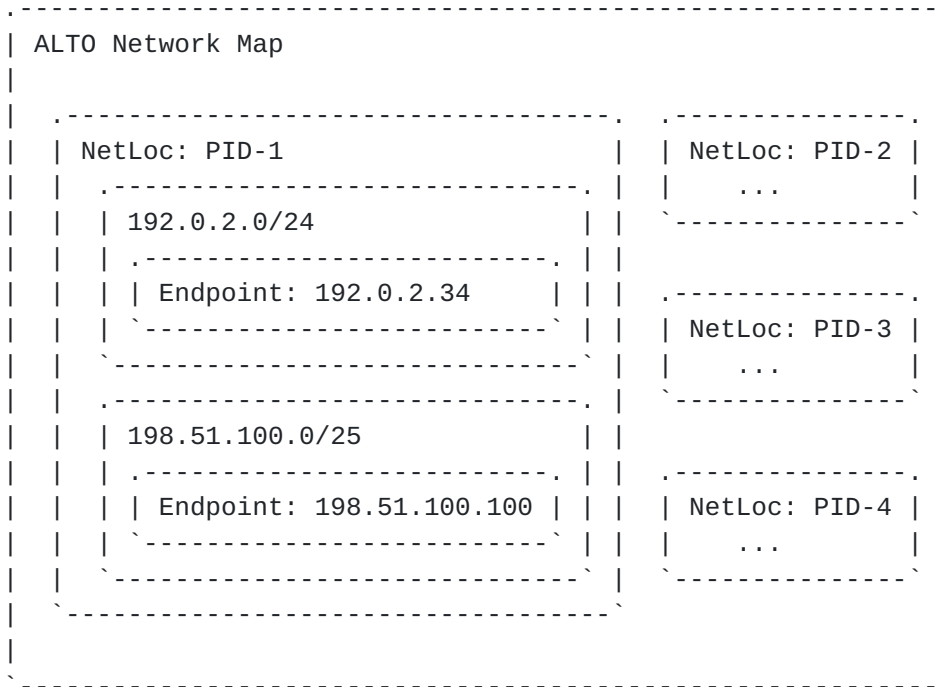 ALTO Network Map
NetLoc: PID-1
192.0.2.0/24
Endpoint: 192.0.2.34
198.51.100.0/25
Endpoint: 198.51.100.100
NetLoc: PID-2
...
NetLoc: PID-3
...
NetLoc: PID-4
...